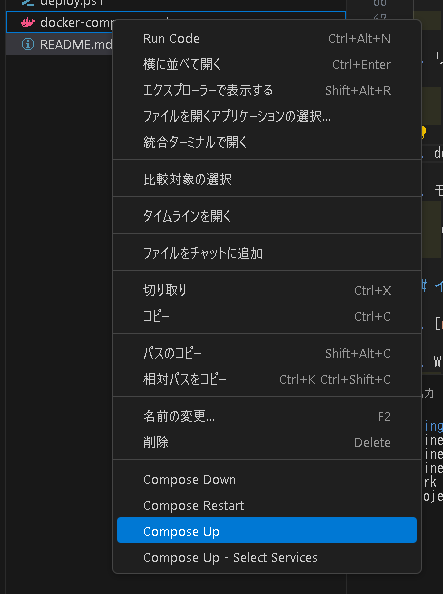 deploy.ps1
docker-comp
README.md
Run Code Ctrl+Alt+N
横に並べて開く Ctrl+Enter
エクスプローラーで表示する Shift+Alt+R
ファイルを開くアプリケーションの選択...
統合ターミナルで開く
比較対象の選択
タイムラインを開く
ファイルをチャットに追加
切り取り Ctrl+X
コピー Ctrl+C
パスのコピー Shift+Alt+C
相対パスをコピー Ctrl+K Ctrl+Shift+C
名前の変更... F2
削除 Delete
Compose Down
Compose Restart
Compose Up
Compose Up - Select Services